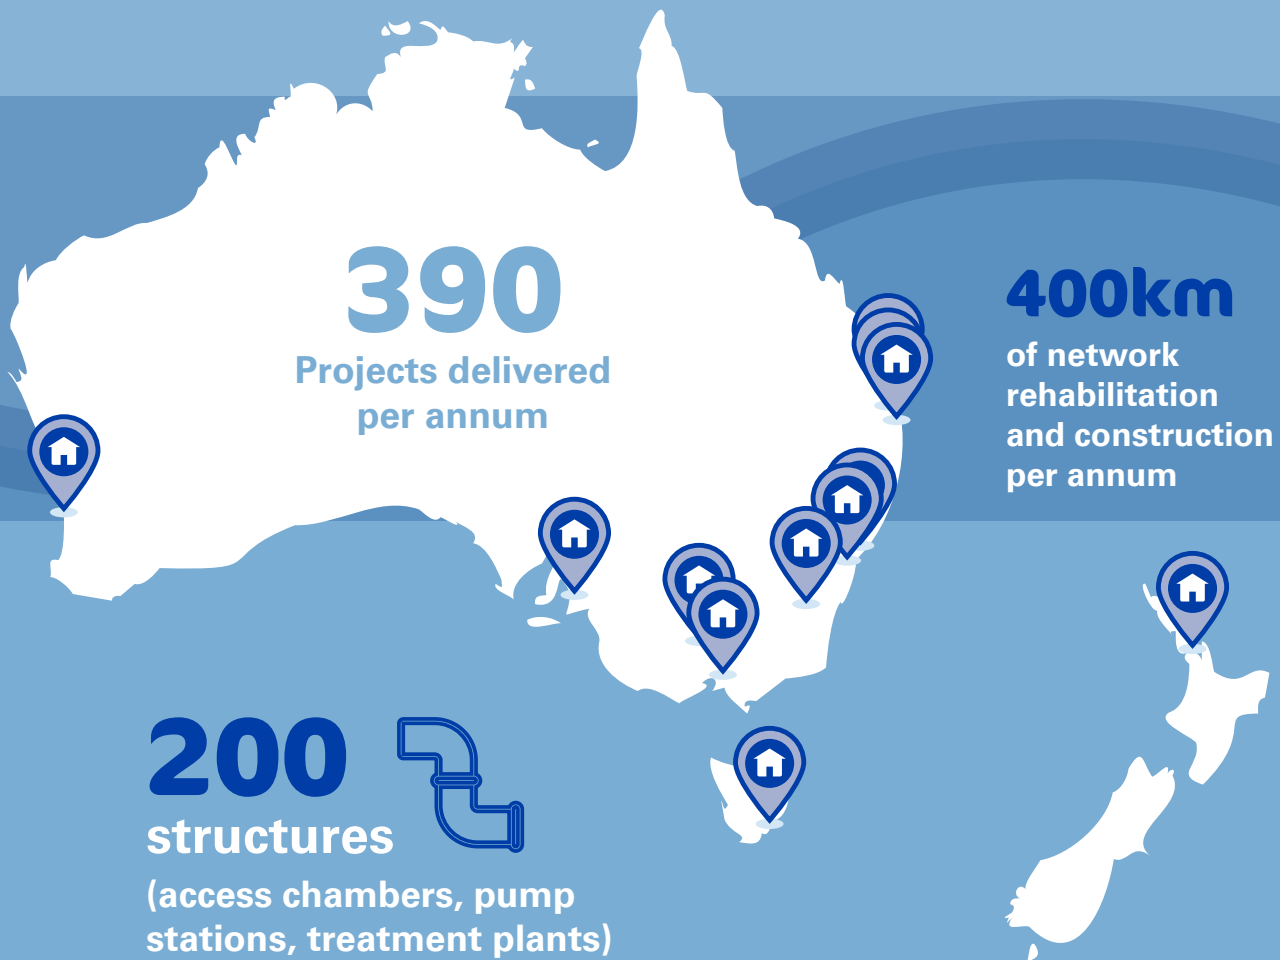 390
Projects delivered
per annum
400km
of network
rehabilitation
and construction
per annum
200
structures
(access chambers, pump
stations, treatment plants)